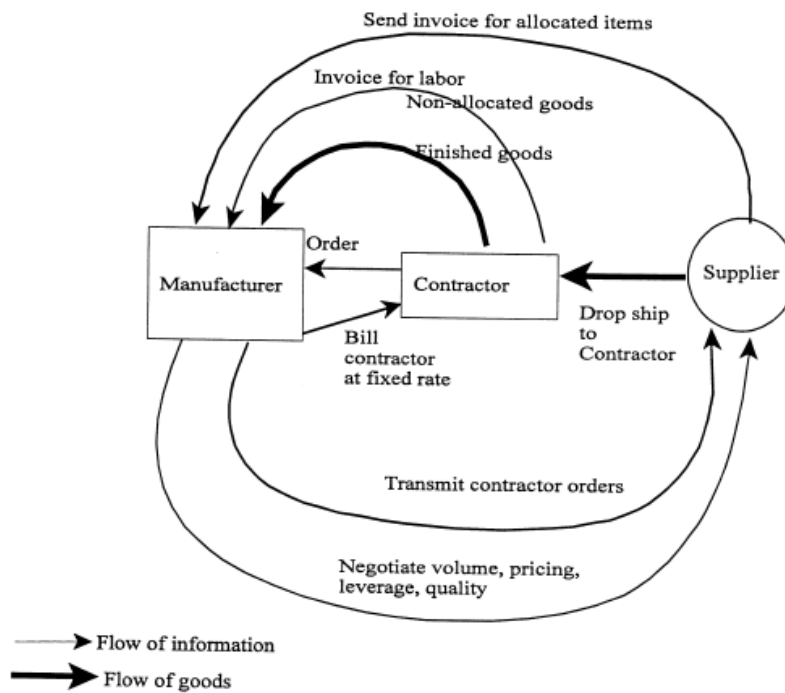 Send invoice for allocated items
Invoice for labor
Non-allocated goods
Finished goods
Order
Manufacturer
Contractor
Supplier
Bill
contractor
at fixed rate
Drop ship
to
Contractor
Transmit contractor orders
Negotiate volume, pricing,
leverage, quality
Flow of information
Flow of goods